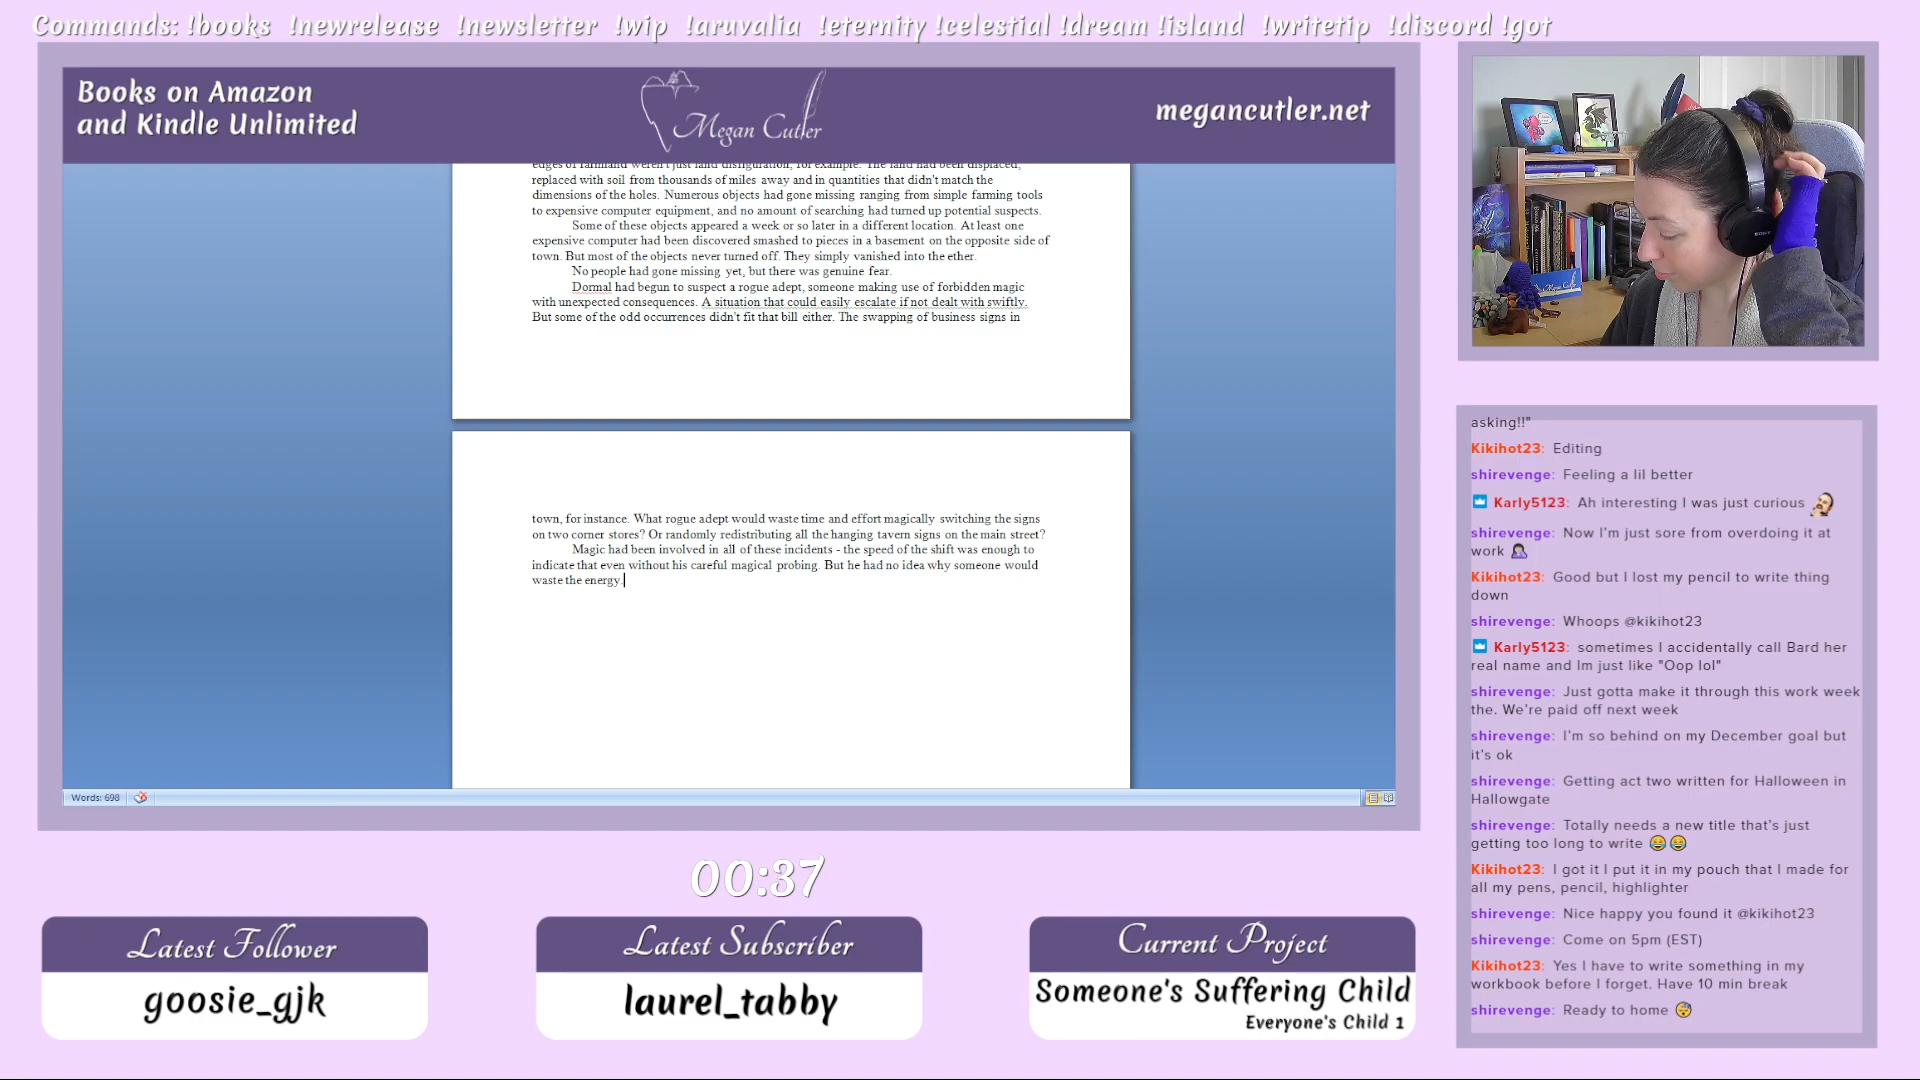 Commands: !books !newrelease !newsletter !wip !aruvalia !eternity !celestial !dream !island !writetip !discord !got
Books on Amazon
and Kindle Unlimited
Megan Cutler
megancutler.net
edges of farmland weren't just land disfiguration, for example. The land had been displaced,
replaced with soil from thousands of miles away and in quantities that didn't match the
dimensions of the holes. Numerous objects had gone missing ranging from simple farming tools
to expensive computer equipment, and no amount of searching had turned up potential suspects.
Some of these objects appeared a week or so later in a different location. At least one
expensive computer had been discovered smashed to pieces in a basement on the opposite side of
town. But most of the objects never turned off. They simply vanished into the ether.
No people had gone missing yet, but there was genuine fear.
Dormal had begun to suspect a rogue adept, someone making use of forbidden magic
with unexpected consequences. A situation that could easily escalate if not dealt with swiftly.
But some of the odd occurrences didn't fit that bill either. The swapping of business signs in
town, for instance. What rogue adept would waste time and effort magically switching the signs
on two corner stores? Or randomly redistributing all the hanging tavern signs on the main street?
Magic had been involved in all of these incidents - the speed of the shift was enough to
indicate that even without his careful magical probing. But he had no idea why someone would
waste the energy.
Words: 698
SONY
Megan Cutler
asking!!"
Kikihot23: Editing
shirevenge: Feeling a lil better
Karly5123: Ah interesting I was just curious
shirevenge: Now I'm just sore from overdoing it at
work
Kikihot23: Good but I lost my pencil to write thing
down
shirevenge: Whoops @kikihot23
Karly5123: sometimes I accidentally call Bard her
real name and Im just like "Oop lol"
shirevenge: Just gotta make it through this work week
the. We're paid off next week
shirevenge: I'm so behind on my December goal but
it's ok
shirevenge: Getting act two written for Halloween in
Hallowgate
shirevenge: Totally needs a new title that's just
getting too long to write 😂 😂
Kikihot23: I got it I put it in my pouch that I made for
all my pens, pencil, highlighter
shirevenge: Nice happy you found it @kikihot23
shirevenge: Come on 5pm (EST)
Kikihot23: Yes I have to write something in my
workbook before I forget. Have 10 min break
shirevenge: Ready to home 😴
00:37
Latest Follower
goosie_gjk
Latest Subscriber
laurel_tabby
Current Project
Someone's Suffering Child
Everyone's Child 1